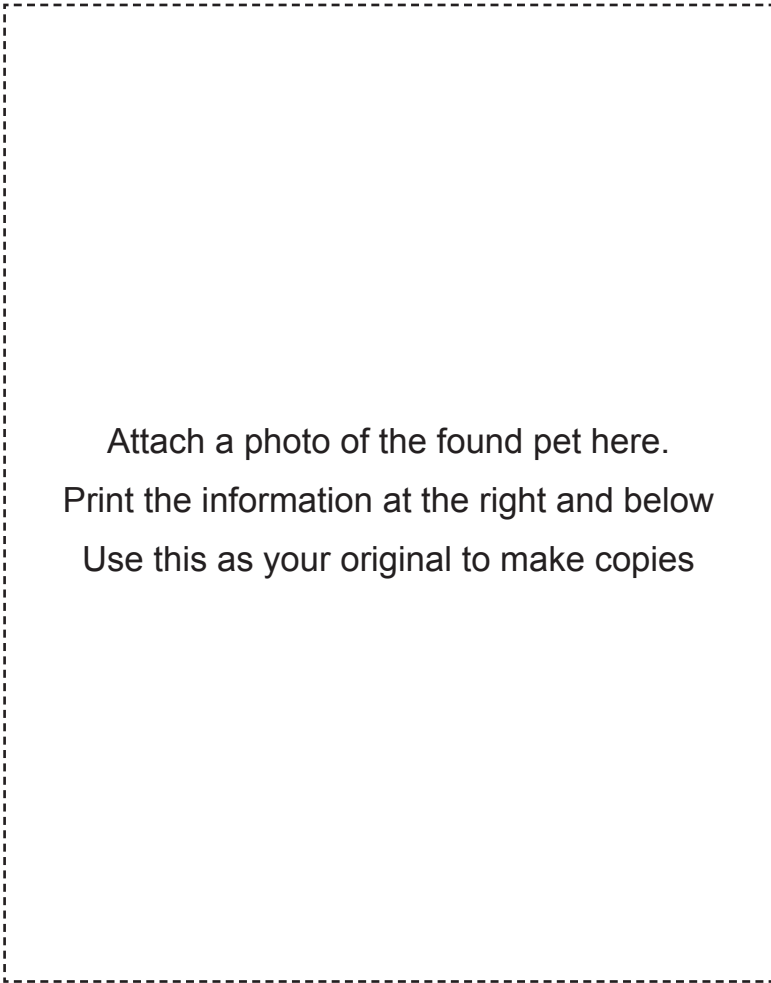 Attach a photo of the found pet here.
Print the information at the right and below
Use this as your original to make copies